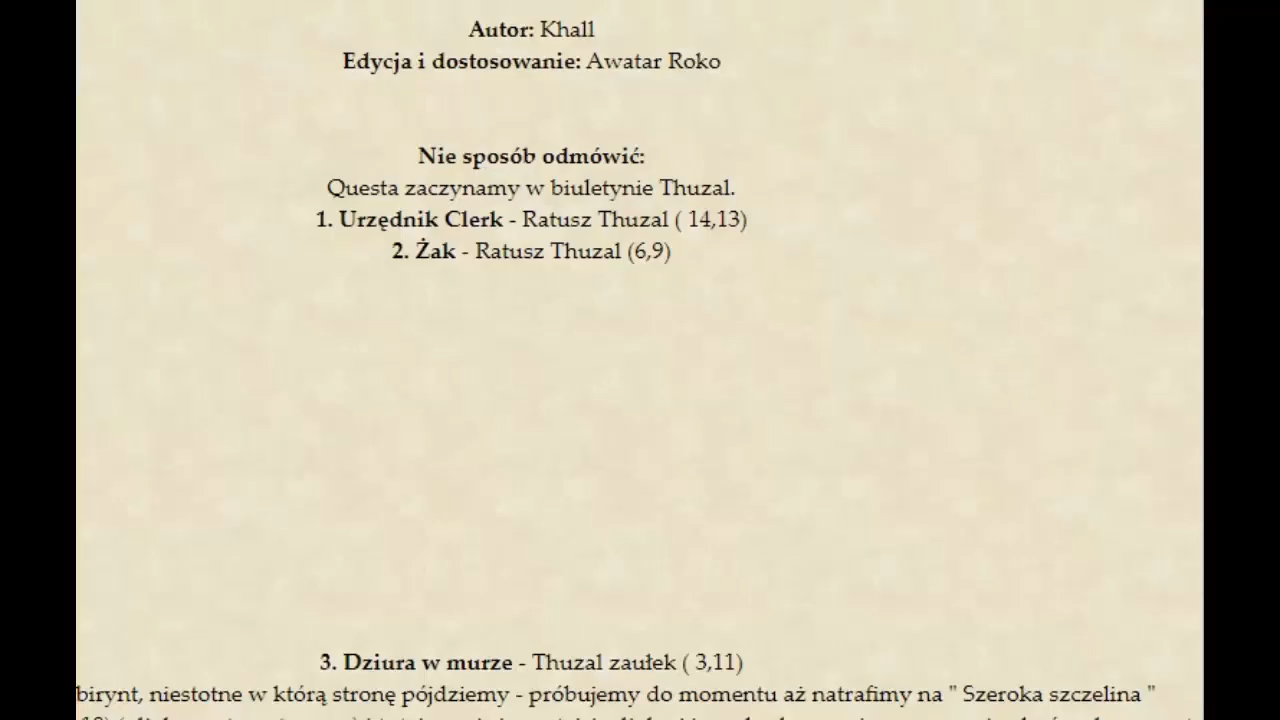 Autor: Khall
Edycja i dostosowanie: Awatar Roko
Nie sposób odmówić:
Questa zaczynamy w biuletynie Thuzal.
1. Urzędnik Clerk - Ratusz Thuzal ( 14,13)
2. Żak - Ratusz Thuzal (6,9)
3. Dziura w murze - Thuzal zaułek ( 3,11)
birynt, niestotne w którą stronę pójdziemy - próbujemy do momentu aż natrafimy na " Szeroka szczelina "